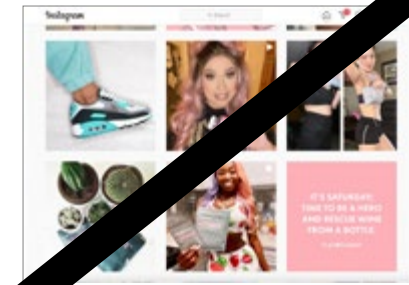 Instagram
IT'S SATURDAY;
TIME TO BE A HERO
AND RESCUE WINE
FROM A BOTTLE